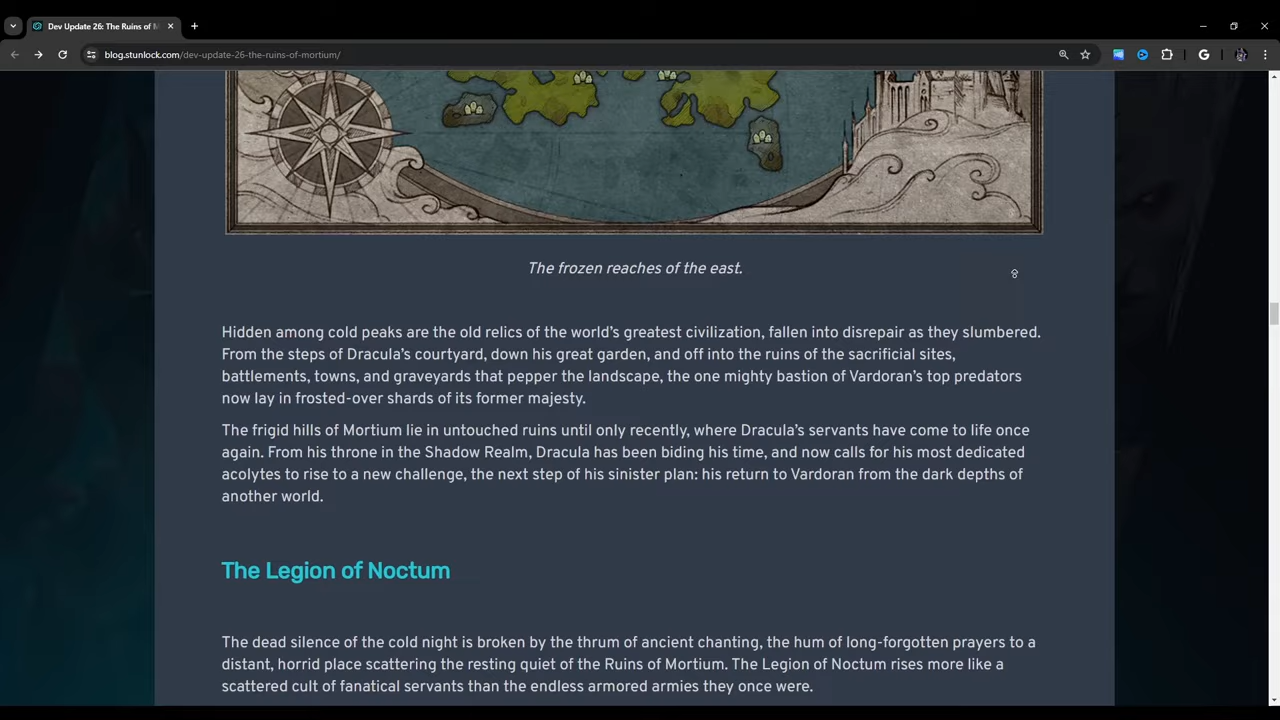 Dev Update 26: The Ruins of M
blog.stunlock.com/dev-update-26-the-ruins-of-mortium/
The frozen reaches of the east.
Hidden among cold peaks are the old relics of the world's greatest civilization, fallen into disrepair as they slumbered.
From the steps of Dracula's courtyard, down his great garden, and off into the ruins of the sacrificial sites,
battlements, towns, and graveyards that pepper the landscape, the one mighty bastion of Vardoran's top predators
now lay in frosted-over shards of its former majesty.
The frigid hills of Mortium lie in untouched ruins until only recently, where Dracula's servants have come to life once
again. From his throne in the Shadow Realm, Dracula has been biding his time, and now calls for his most dedicated
acolytes to rise to a new challenge, the next step of his sinister plan: his return to Vardoran from the dark depths of
another world.
The Legion of Noctum
The dead silence of the cold night is broken by the thrum of ancient chanting, the hum of long-forgotten prayers to a
distant, horrid place scattering the resting quiet of the Ruins of Mortium. The Legion of Noctum rises more like a
scattered cult of fanatical servants than the endless armored armies they once were.